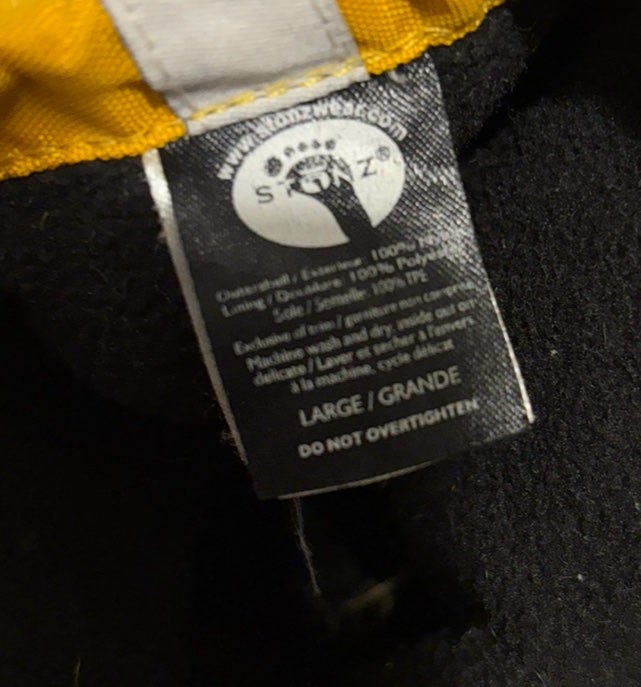 www.stonzwear.com
STONZ®
Outershell / Exterieur 100%
Lining / Doublure: 100% Polyester
Sole / Semelle: 100% TPE
Exclusive of trim / garniture non comprise
Machine wash and dry, inside out on
delicate / Laver et sécher à l'envers
à la machine, cycle délicat
LARGE / GRANDE
DO NOT OVERTIGHTEN